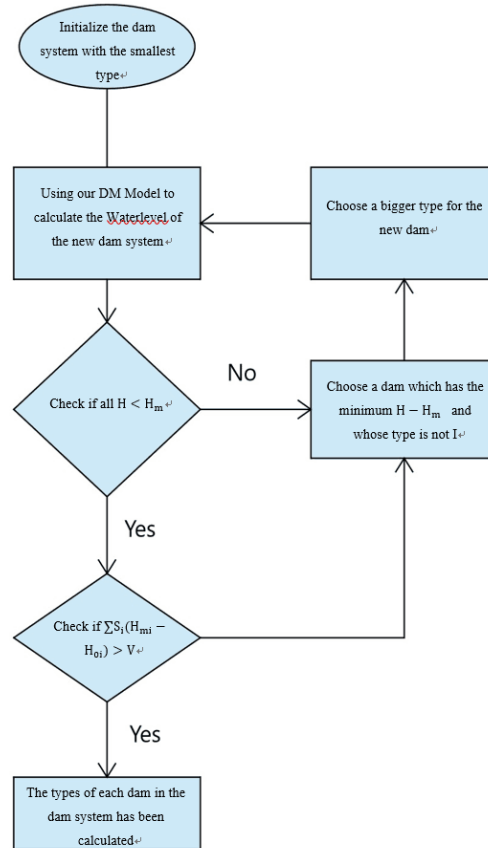 Initialize the dam
system with the smallest
type↵
Using our DM Model to
calculate the Waterlevel of
the new dam system↵
Choose a bigger type for the
new dam↵
Check if all H < Hₘ↵
No
Choose a dam which has the
minimum H − Hₘ and
whose type is not I↵
Yes
Check if ∑Sᵢ(Hₘᵢ −
H₀ᵢ) > V↵
Yes
The types of each dam in the
dam system has been
calculated↵